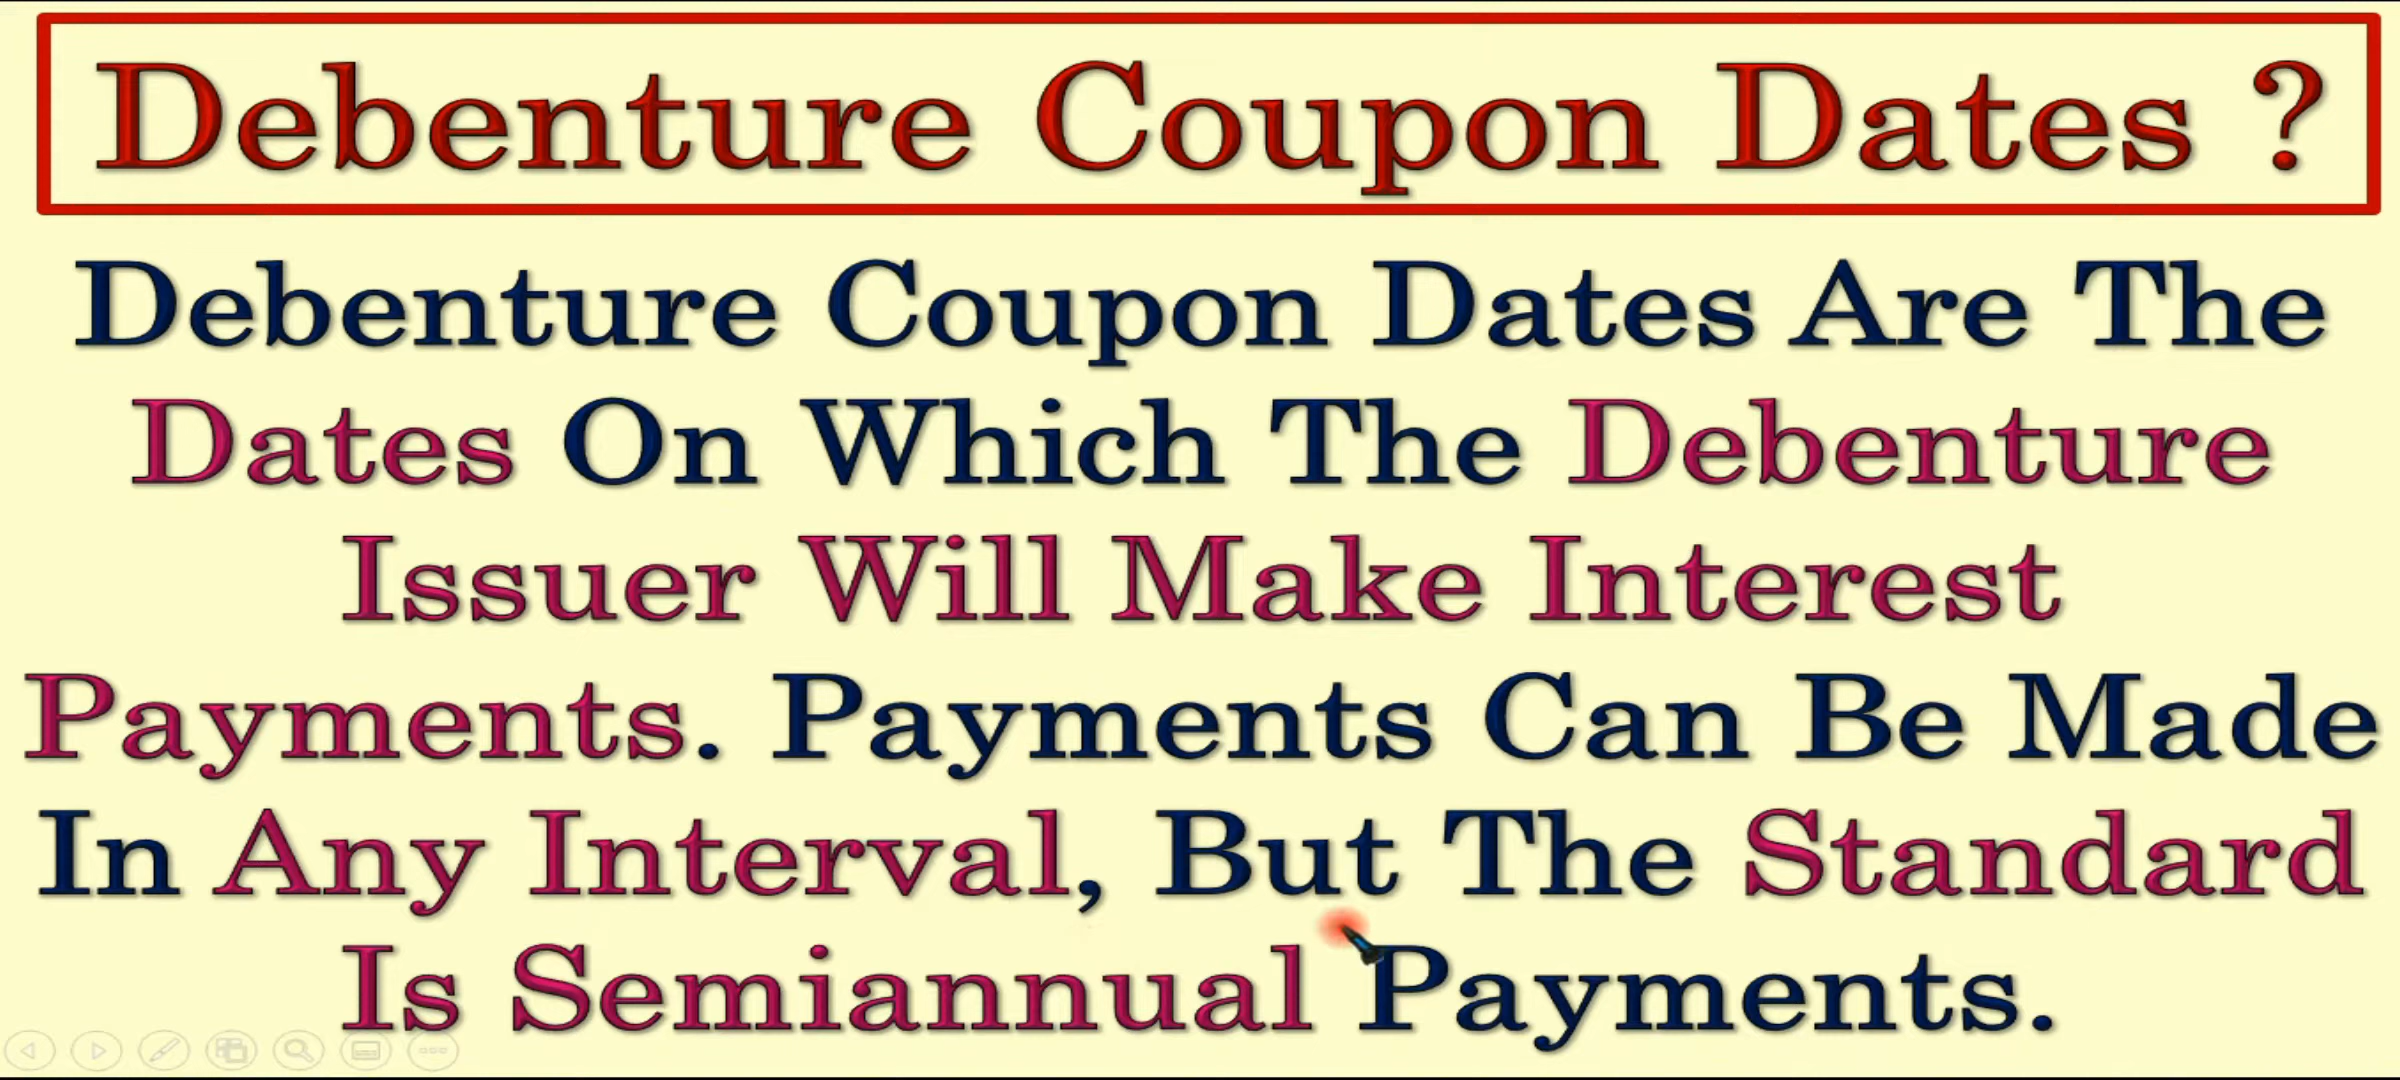 Debenture Coupon Dates ?
Debenture Coupon Dates Are The
Dates On Which The Debenture
Issuer Will Make Interest
Payments. Payments Can Be Made
In Any Interval, But The Standard
Is Semiannual Payments.